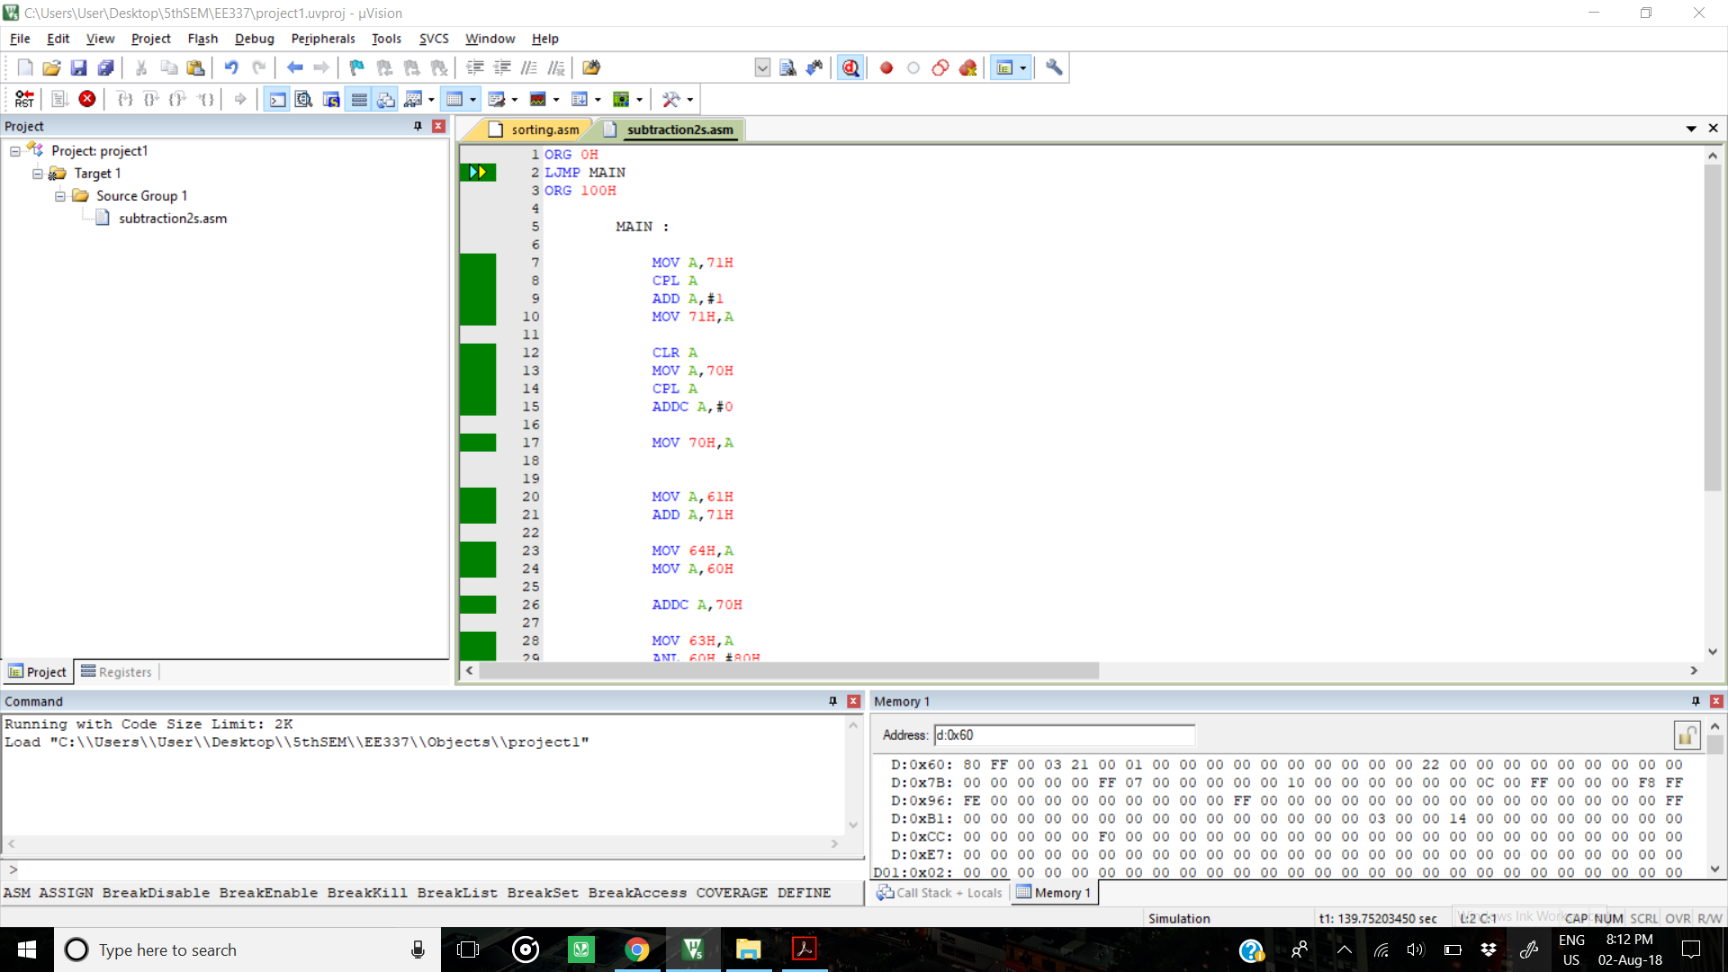 C:\Users\User\Desktop\5thSEM\EE337\project1.uvproj - µVision
File Edit View Project Flash Debug Peripherals Tools SVCS Window Help
RST
Project
Project: project1
Target 1
Source Group 1
subtraction2s.asm
Project Registers
sorting.asm subtraction2s.asm
1 ORG 0H
2 LJMP MAIN
3 ORG 100H
4
5 MAIN :
6
7 MOV A,71H
8 CPL A
9 ADD A,#1
10 MOV 71H,A
11
12 CLR A
13 MOV A,70H
14 CPL A
15 ADDC A,#0
16
17 MOV 70H,A
18
19
20 MOV A,61H
21 ADD A,71H
22
23 MOV 64H,A
24 MOV A,60H
25
26 ADDC A,70H
27
28 MOV 63H,A
29 ANL 60H,#80H
Command
Running with Code Size Limit: 2K
Load "C:\\Users\\User\\Desktop\\5thSEM\\EE337\\Objects\\project1"
>
ASM ASSIGN BreakDisable BreakEnable BreakKill BreakList BreakSet BreakAccess COVERAGE DEFINE
Memory 1
Address: d:0x60
D:0x60: 80 FF 00 03 21 00 01 00 00 00 00 00 00 00 00 00 00 22 00 00 00 00 00 00 00 00 00
D:0x7B: 00 00 00 00 00 FF 07 00 00 00 00 00 10 00 00 00 00 00 00 0C 00 FF 00 00 00 F8 FF
D:0x96: FE 00 00 00 00 00 00 00 00 00 FF 00 00 00 00 00 00 00 00 00 00 00 00 00 00 00 FF
D:0xB1: 00 00 00 00 00 00 00 00 00 00 00 00 00 00 00 03 00 00 14 00 00 00 00 00 00 00 00
D:0xCC: 00 00 00 00 00 F0 00 00 00 00 00 00 00 00 00 00 00 00 00 00 00 00 00 00 00 00 00
D:0xE7: 00 00 00 00 00 00 00 00 00 00 00 00 00 00 00 00 00 00 00 00 00 00 00 00 00 00 00
D01:0x02: 00 00 00 00 00 00 00 00 00 00 00 00 00 00 00 00 00 00 00 00 00 00 00 00 00 00 00
Call Stack + Locals Memory 1
Simulation t1: 139.75203450 sec L:2 C:1 CAP NUM SCRL OVR R/W
Type here to search
ENG
US
8:12 PM
02-Aug-18